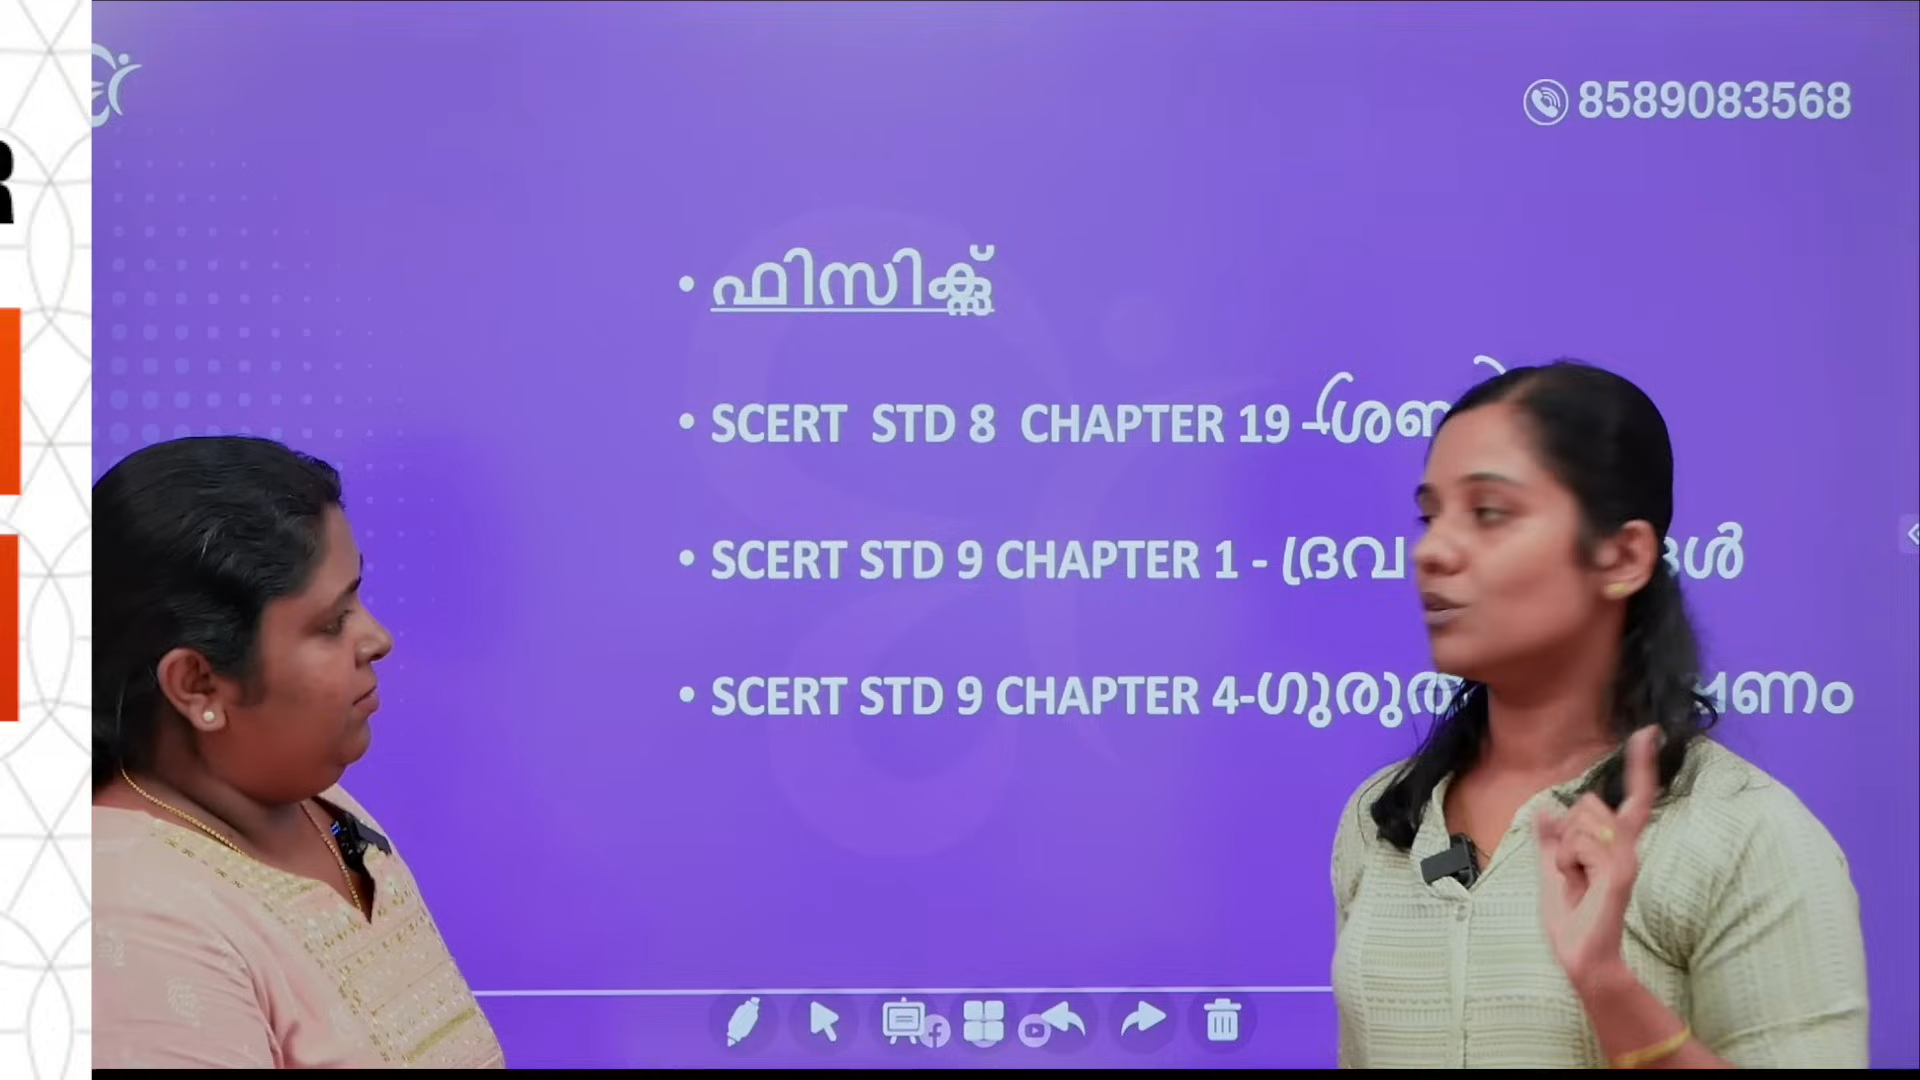 8589083568
• ഫിസിക്സ്
• SCERT STD 8 CHAPTER 19 -
• SCERT STD 9 CHAPTER 1 -
• SCERT STD 9 CHAPTER 4-